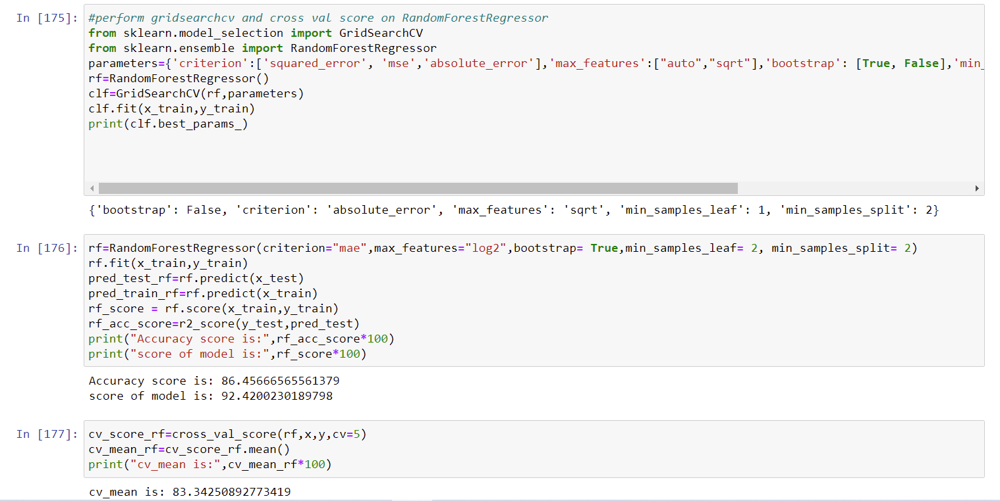 In [175]:
#perform gridsearchcv and cross val score on RandomForestRegressor
from sklearn.model_selection import GridSearchCV
from sklearn.ensemble import RandomForestRegressor
parameters={'criterion':['squared_error', 'mse','absolute_error'],'max_features':["auto","sqrt"],'bootstrap': [True, False],'min_
rf=RandomForestRegressor()
clf=GridSearchCV(rf,parameters)
clf.fit(x_train,y_train)
print(clf.best_params_)
{'bootstrap': False, 'criterion': 'absolute_error', 'max_features': 'sqrt', 'min_samples_leaf': 1, 'min_samples_split': 2}
In [176]:
rf=RandomForestRegressor(criterion="mae",max_features="log2",bootstrap= True,min_samples_leaf= 2, min_samples_split= 2)
rf.fit(x_train,y_train)
pred_test_rf=rf.predict(x_test)
pred_train_rf=rf.predict(x_train)
rf_score = rf.score(x_train,y_train)
rf_acc_score=r2_score(y_test,pred_test)
print("Accuracy score is:",rf_acc_score*100)
print("score of model is:",rf_score*100)
Accuracy score is: 86.45666565561379
score of model is: 92.4200230189798
In [177]:
cv_score_rf=cross_val_score(rf,x,y,cv=5)
cv_mean_rf=cv_score_rf.mean()
print("cv_mean is:",cv_mean_rf*100)
cv_mean is: 83.34250892773419